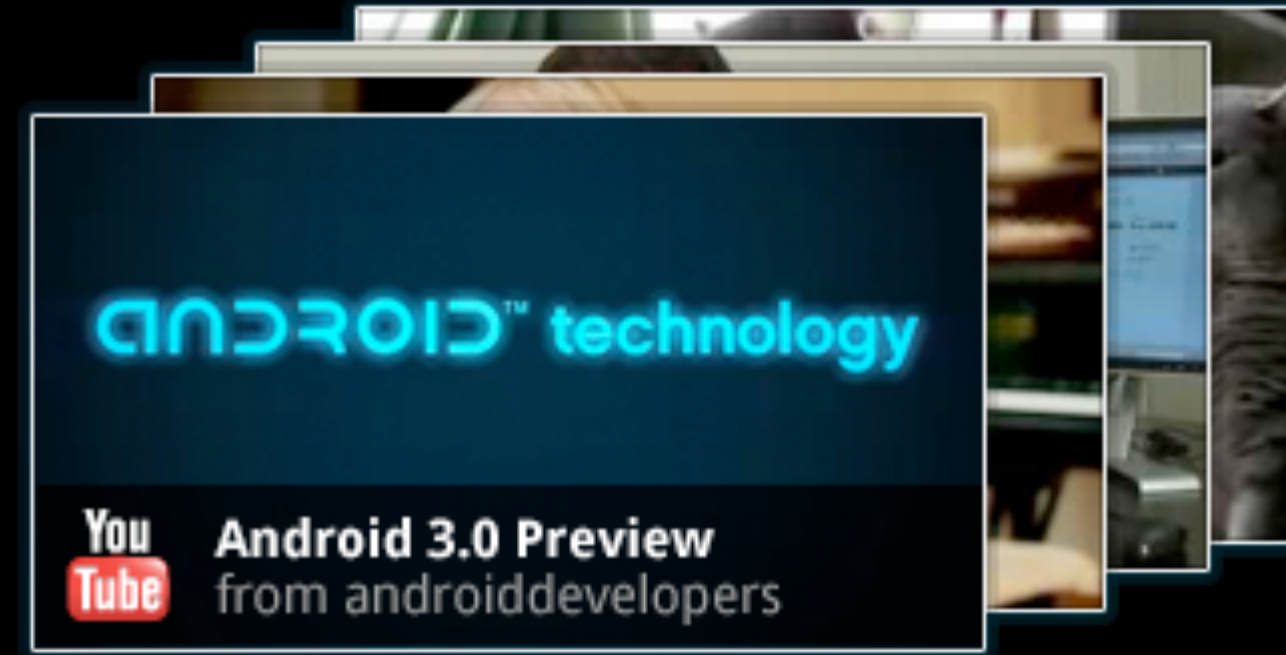 ANDROID™ technology
You
Tube
Android 3.0 Preview
from androiddevelopers